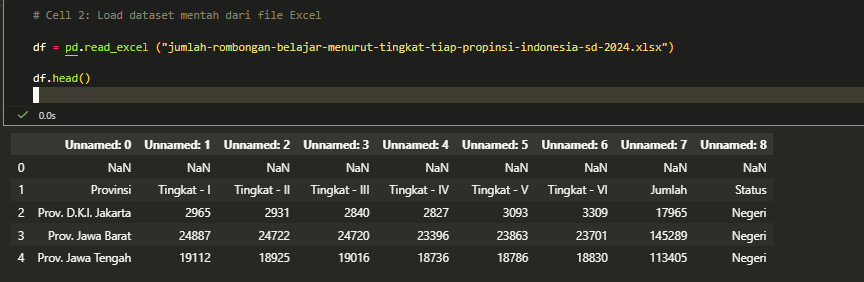 # Cell 2: Load dataset mentah dari file Excel
df = pd.read_excel ("jumlah-rombongan-belajar-menurut-tingkat-tiap-propinsi-indonesia-sd-2024.xlsx")
df.head()
0.0s
Unnamed: 0 Unnamed: 1 Unnamed: 2 Unnamed: 3 Unnamed: 4 Unnamed: 5 Unnamed: 6 Unnamed: 7 Unnamed: 8
0 NaN NaN NaN NaN NaN NaN NaN NaN NaN
1 Provinsi Tingkat - I Tingkat - II Tingkat - III Tingkat - IV Tingkat - V Tingkat - VI Jumlah Status
2 Prov. D.K.I. Jakarta 2965 2931 2840 2827 3093 3309 17965 Negeri
3 Prov. Jawa Barat 24887 24722 24720 23396 23863 23701 145289 Negeri
4 Prov. Jawa Tengah 19112 18925 19016 18736 18786 18830 113405 Negeri